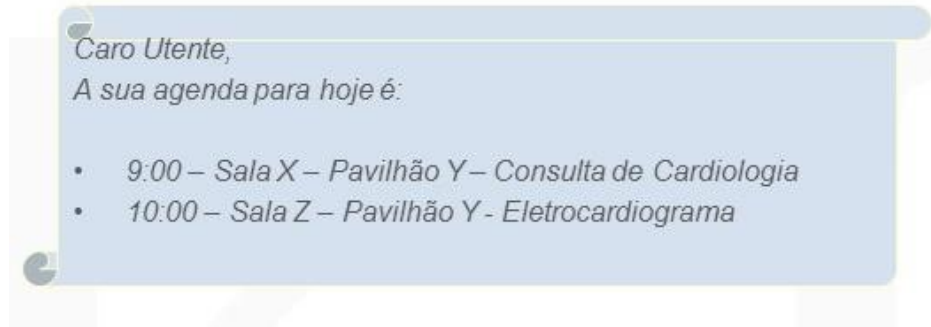 Caro Utente,
A sua agenda para hoje é:
• 9:00 – Sala X – Pavilhão Y – Consulta de Cardiologia
• 10:00 – Sala Z – Pavilhão Y - Eletrocardiograma